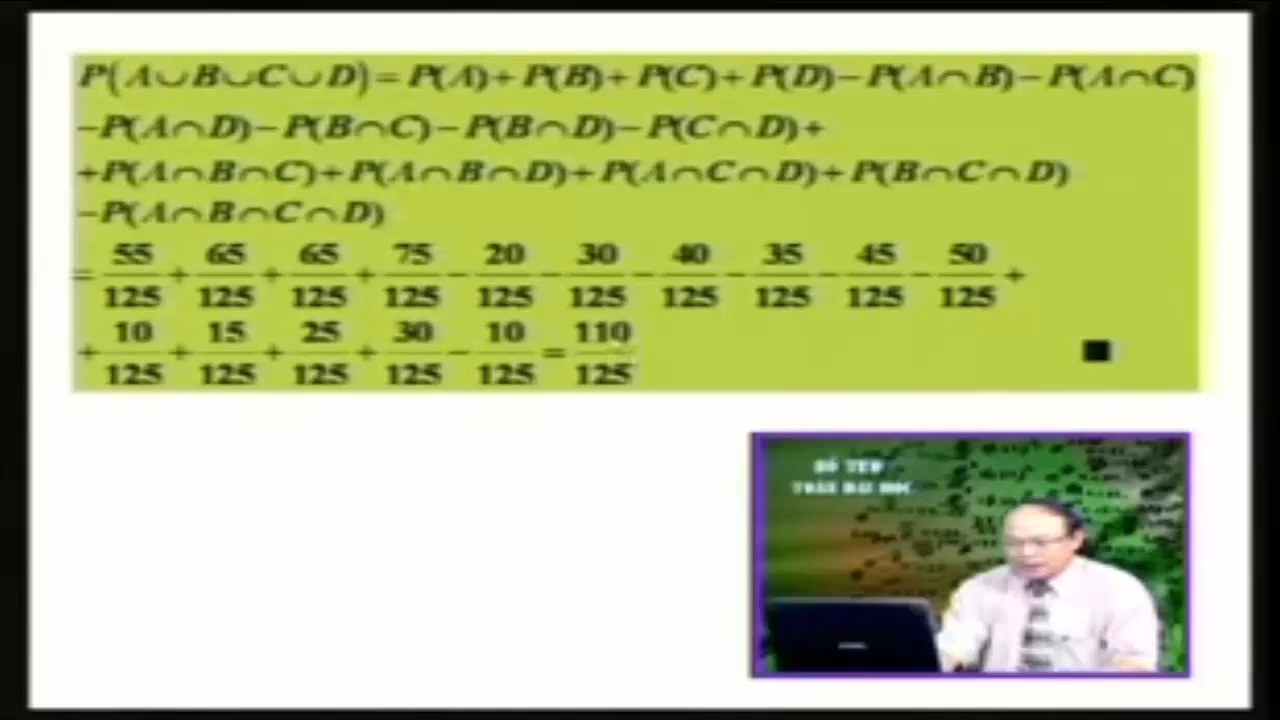 P(A∪B∪C∪D)=P(A)+P(B)+P(C)+P(D)−P(A∩B)−P(A∩C)
−P(A∩D)−P(B∩C)−P(B∩D)−P(C∩D)+
+P(A∩B∩C)+P(A∩B∩D)+P(A∩C∩D)+P(B∩C∩D)
−P(A∩B∩C∩D)
= 55/125 + 65/125 + 65/125 + 75/125 − 20/125 − 30/125 − 40/125 − 35/125 − 45/125 − 50/125 +
+ 10/125 + 15/125 + 25/125 + 30/125 − 10/125 = 110/125